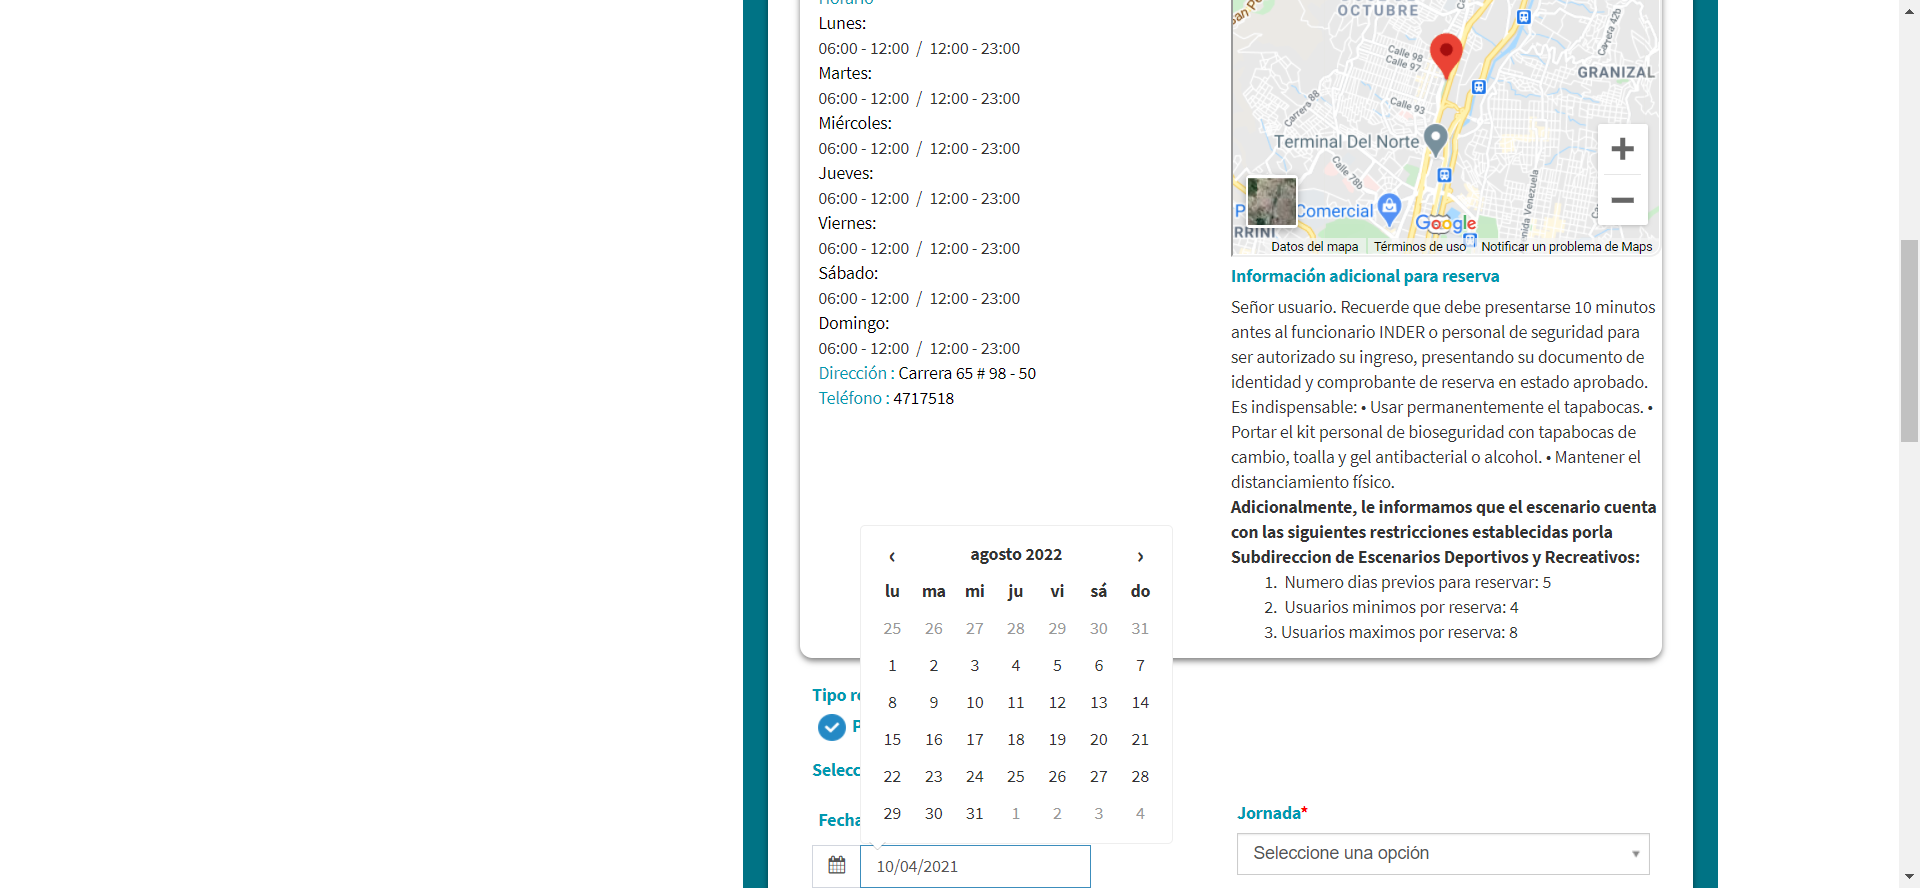 Horario
Lunes:
06:00 - 12:00 / 12:00 - 23:00
Martes:
06:00 - 12:00 / 12:00 - 23:00
Miércoles:
06:00 - 12:00 / 12:00 - 23:00
Jueves:
06:00 - 12:00 / 12:00 - 23:00
Viernes:
06:00 - 12:00 / 12:00 - 23:00
Sábado:
06:00 - 12:00 / 12:00 - 23:00
Domingo:
06:00 - 12:00 / 12:00 - 23:00
Dirección : Carrera 65 # 98 - 50
Teléfono : 4717518
OCTUBRE
Calle 98
Calle 97
Carrera 42b
GRANIZAL
Carrera 88
Calle 93
Terminal Del Norte
Calle 78b
Comercial
Google
Datos del mapa
Términos de uso
Notificar un problema de Maps
Información adicional para reserva
Señor usuario. Recuerde que debe presentarse 10 minutos
antes al funcionario INDER o personal de seguridad para
ser autorizado su ingreso, presentando su documento de
identidad y comprobante de reserva en estado aprobado.
Es indispensable: • Usar permanentemente el tapabocas. •
Portar el kit personal de bioseguridad con tapabocas de
cambio, toalla y gel antibacterial o alcohol. • Mantener el
distanciamiento físico.
Adicionalmente, le informamos que el escenario cuenta
con las siguientes restricciones establecidas porla
Subdireccion de Escenarios Deportivos y Recreativos:
1. Numero dias previos para reservar: 5
2. Usuarios minimos por reserva: 4
3. Usuarios maximos por reserva: 8
‹ agosto 2022 ›
lu ma mi ju vi sá do
25 26 27 28 29 30 31
1 2 3 4 5 6 7
8 9 10 11 12 13 14
15 16 17 18 19 20 21
22 23 24 25 26 27 28
29 30 31 1 2 3 4
Tipo
Selecc
Fecha
10/04/2021
Jornada*
Seleccione una opción